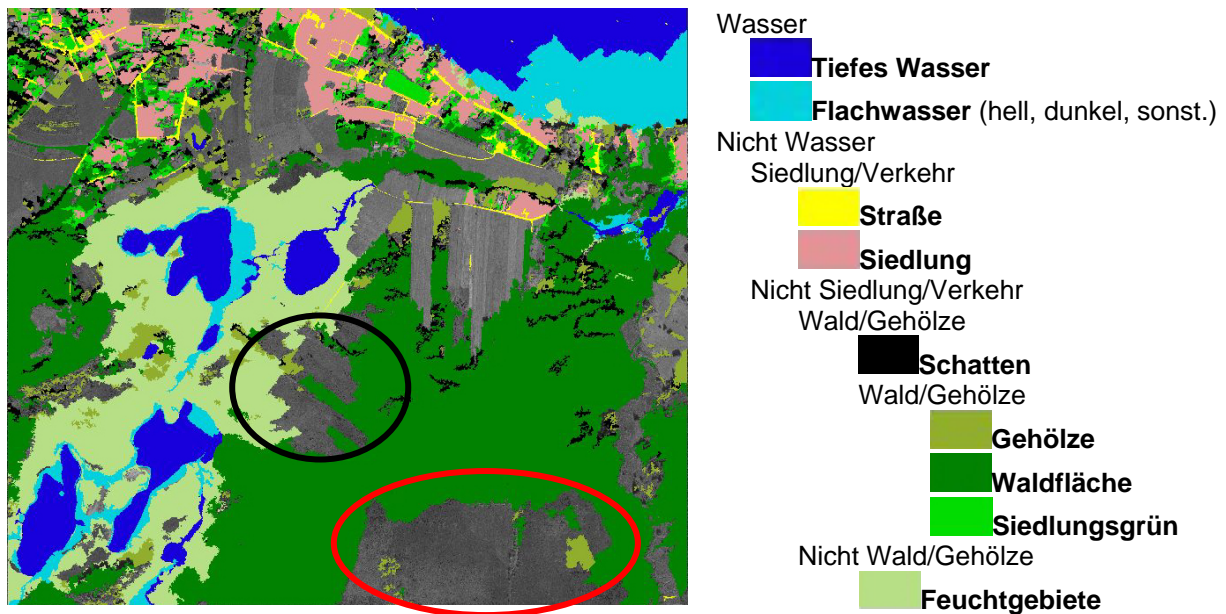 Wasser
Tiefes Wasser
Flachwasser (hell, dunkel, sonst.)
Nicht Wasser
Siedlung/Verkehr
Straße
Siedlung
Nicht Siedlung/Verkehr
Wald/Gehölze
Schatten
Wald/Gehölze
Gehölze
Waldfläche
Siedlungsgrün
Nicht Wald/Gehölze
Feuchtgebiete